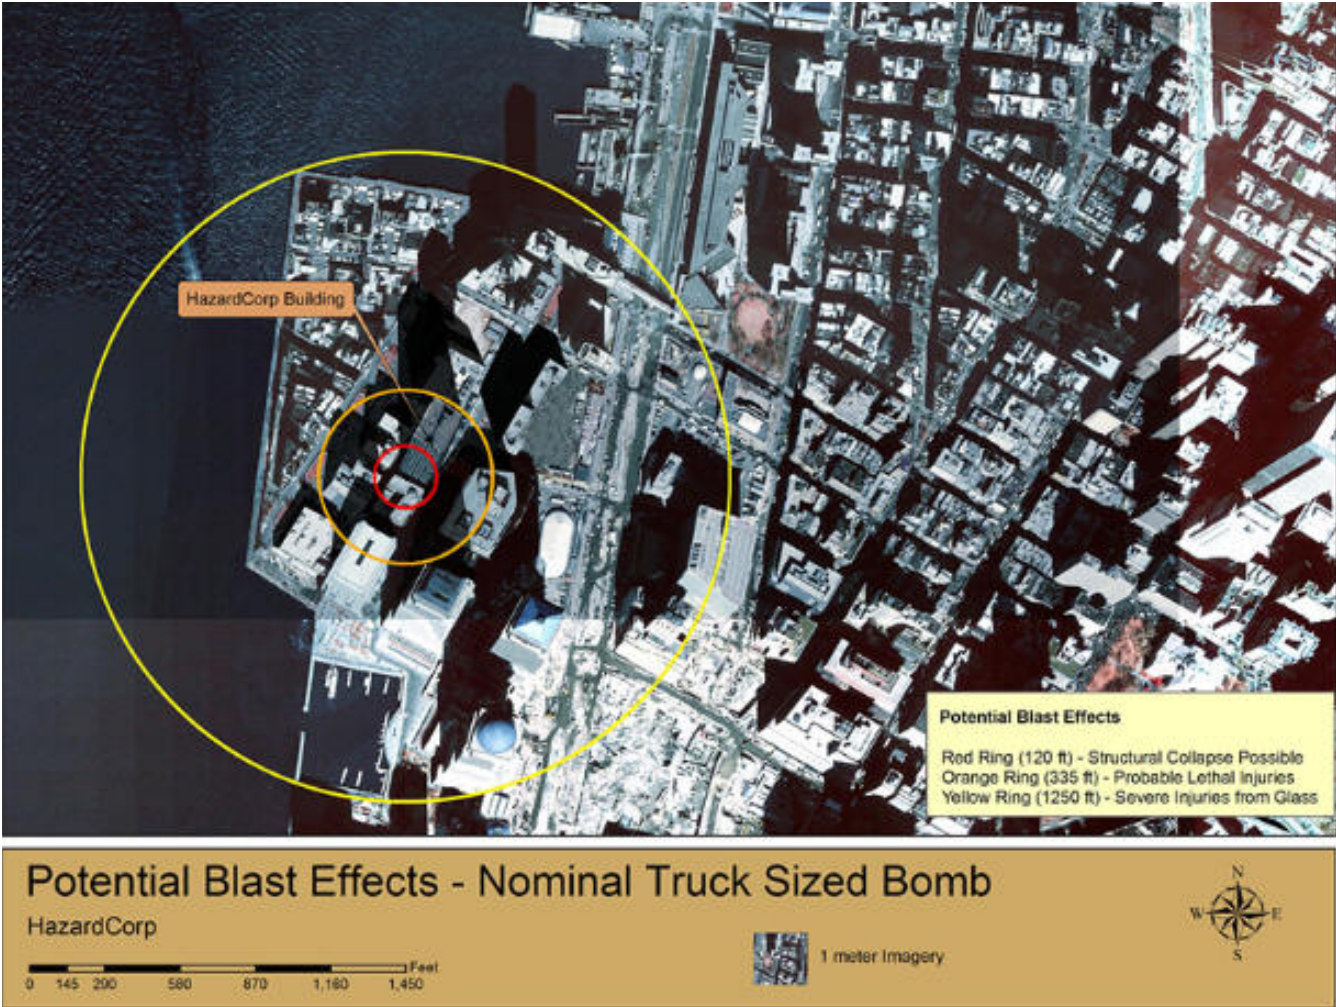 HazardCorp Building
Potential Blast Effects
Red Ring (120 ft) - Structural Collapse Possible
Orange Ring (335 ft) - Probable Lethal Injuries
Yellow Ring (1250 ft) - Severe Injuries from Glass
Potential Blast Effects - Nominal Truck Sized Bomb
HazardCorp
Feet
0 145 290 580 870 1,160 1,450
1 meter Imagery
N
W E
S